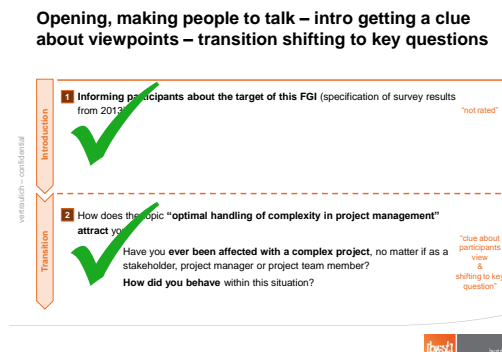 Opening, making people to talk – intro getting a clue
about viewpoints – transition shifting to key questions
vertraulich – confidential
Introduction
1 Informing participants about the target of this FGI (specification of survey results
from 2013)
"not rated"
Transition
2 How does the topic "optimal handling of complexity in project management"
attract
Have you ever been affected with a complex project, no matter if as a
stakeholder, project manager or project team member?
How did you behave within this situation?
"clue about
participants
view
&
shifting to key
question"